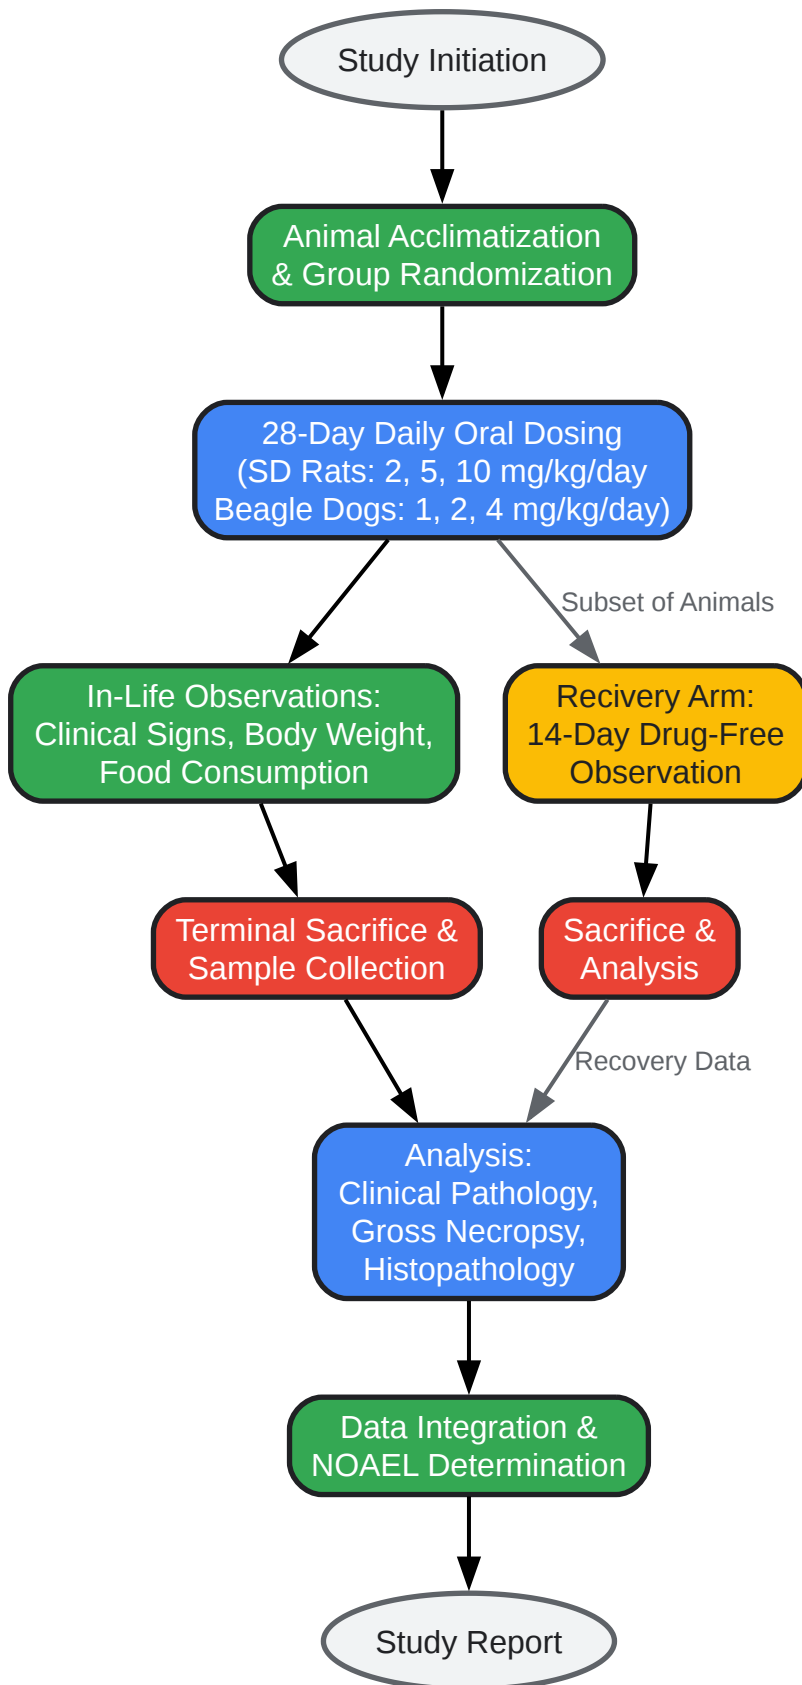 Study Initiation
Animal Acclimatization
& Group Randomization
28-Day Daily Oral Dosing
(SD Rats: 2, 5, 10 mg/kg/day
Beagle Dogs: 1, 2, 4 mg/kg/day)
Subset of Animals
In-Life Observations:
Clinical Signs, Body Weight,
Food Consumption
Recivery Arm:
14-Day Drug-Free
Observation
Terminal Sacrifice &
Sample Collection
Sacrifice &
Analysis
Recovery Data
Analysis:
Clinical Pathology,
Gross Necropsy,
Histopathology
Data Integration &
NOAEL Determination
Study Report